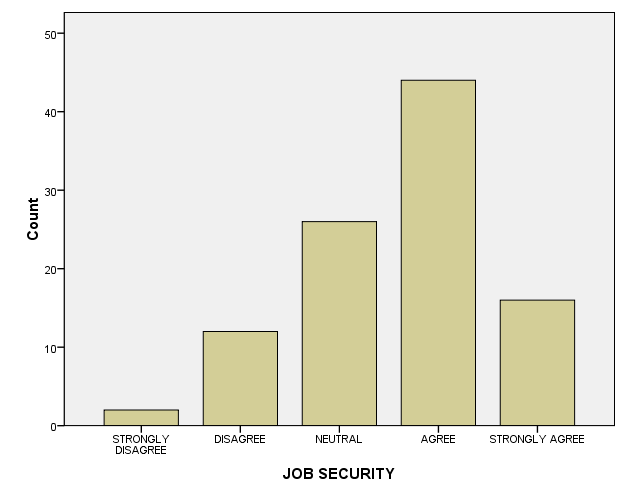 50
40
30
20
10
0
Count
STRONGLY
DISAGREE
DISAGREE
NEUTRAL
AGREE
STRONGLY AGREE
JOB SECURITY